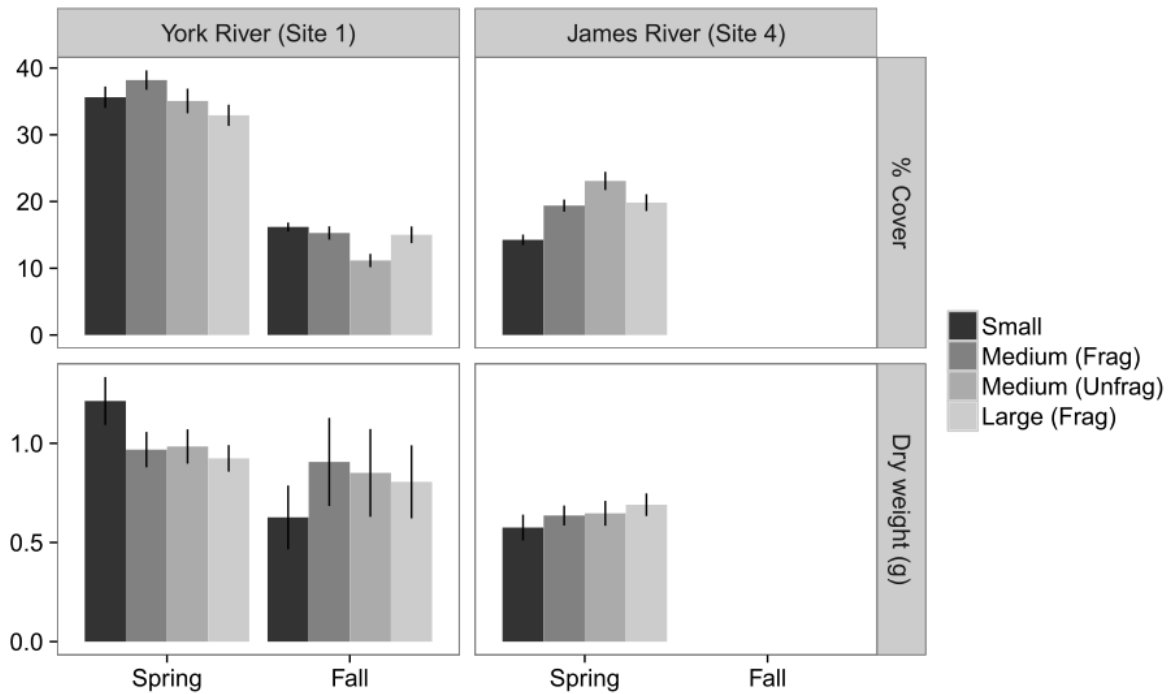 York River (Site 1)
James River (Site 4)
40
30
20
10
0
% Cover
Small
Medium (Frag)
Medium (Unfrag)
Large (Frag)
1.0
0.5
0.0
Dry weight (g)
Spring
Fall
Spring
Fall